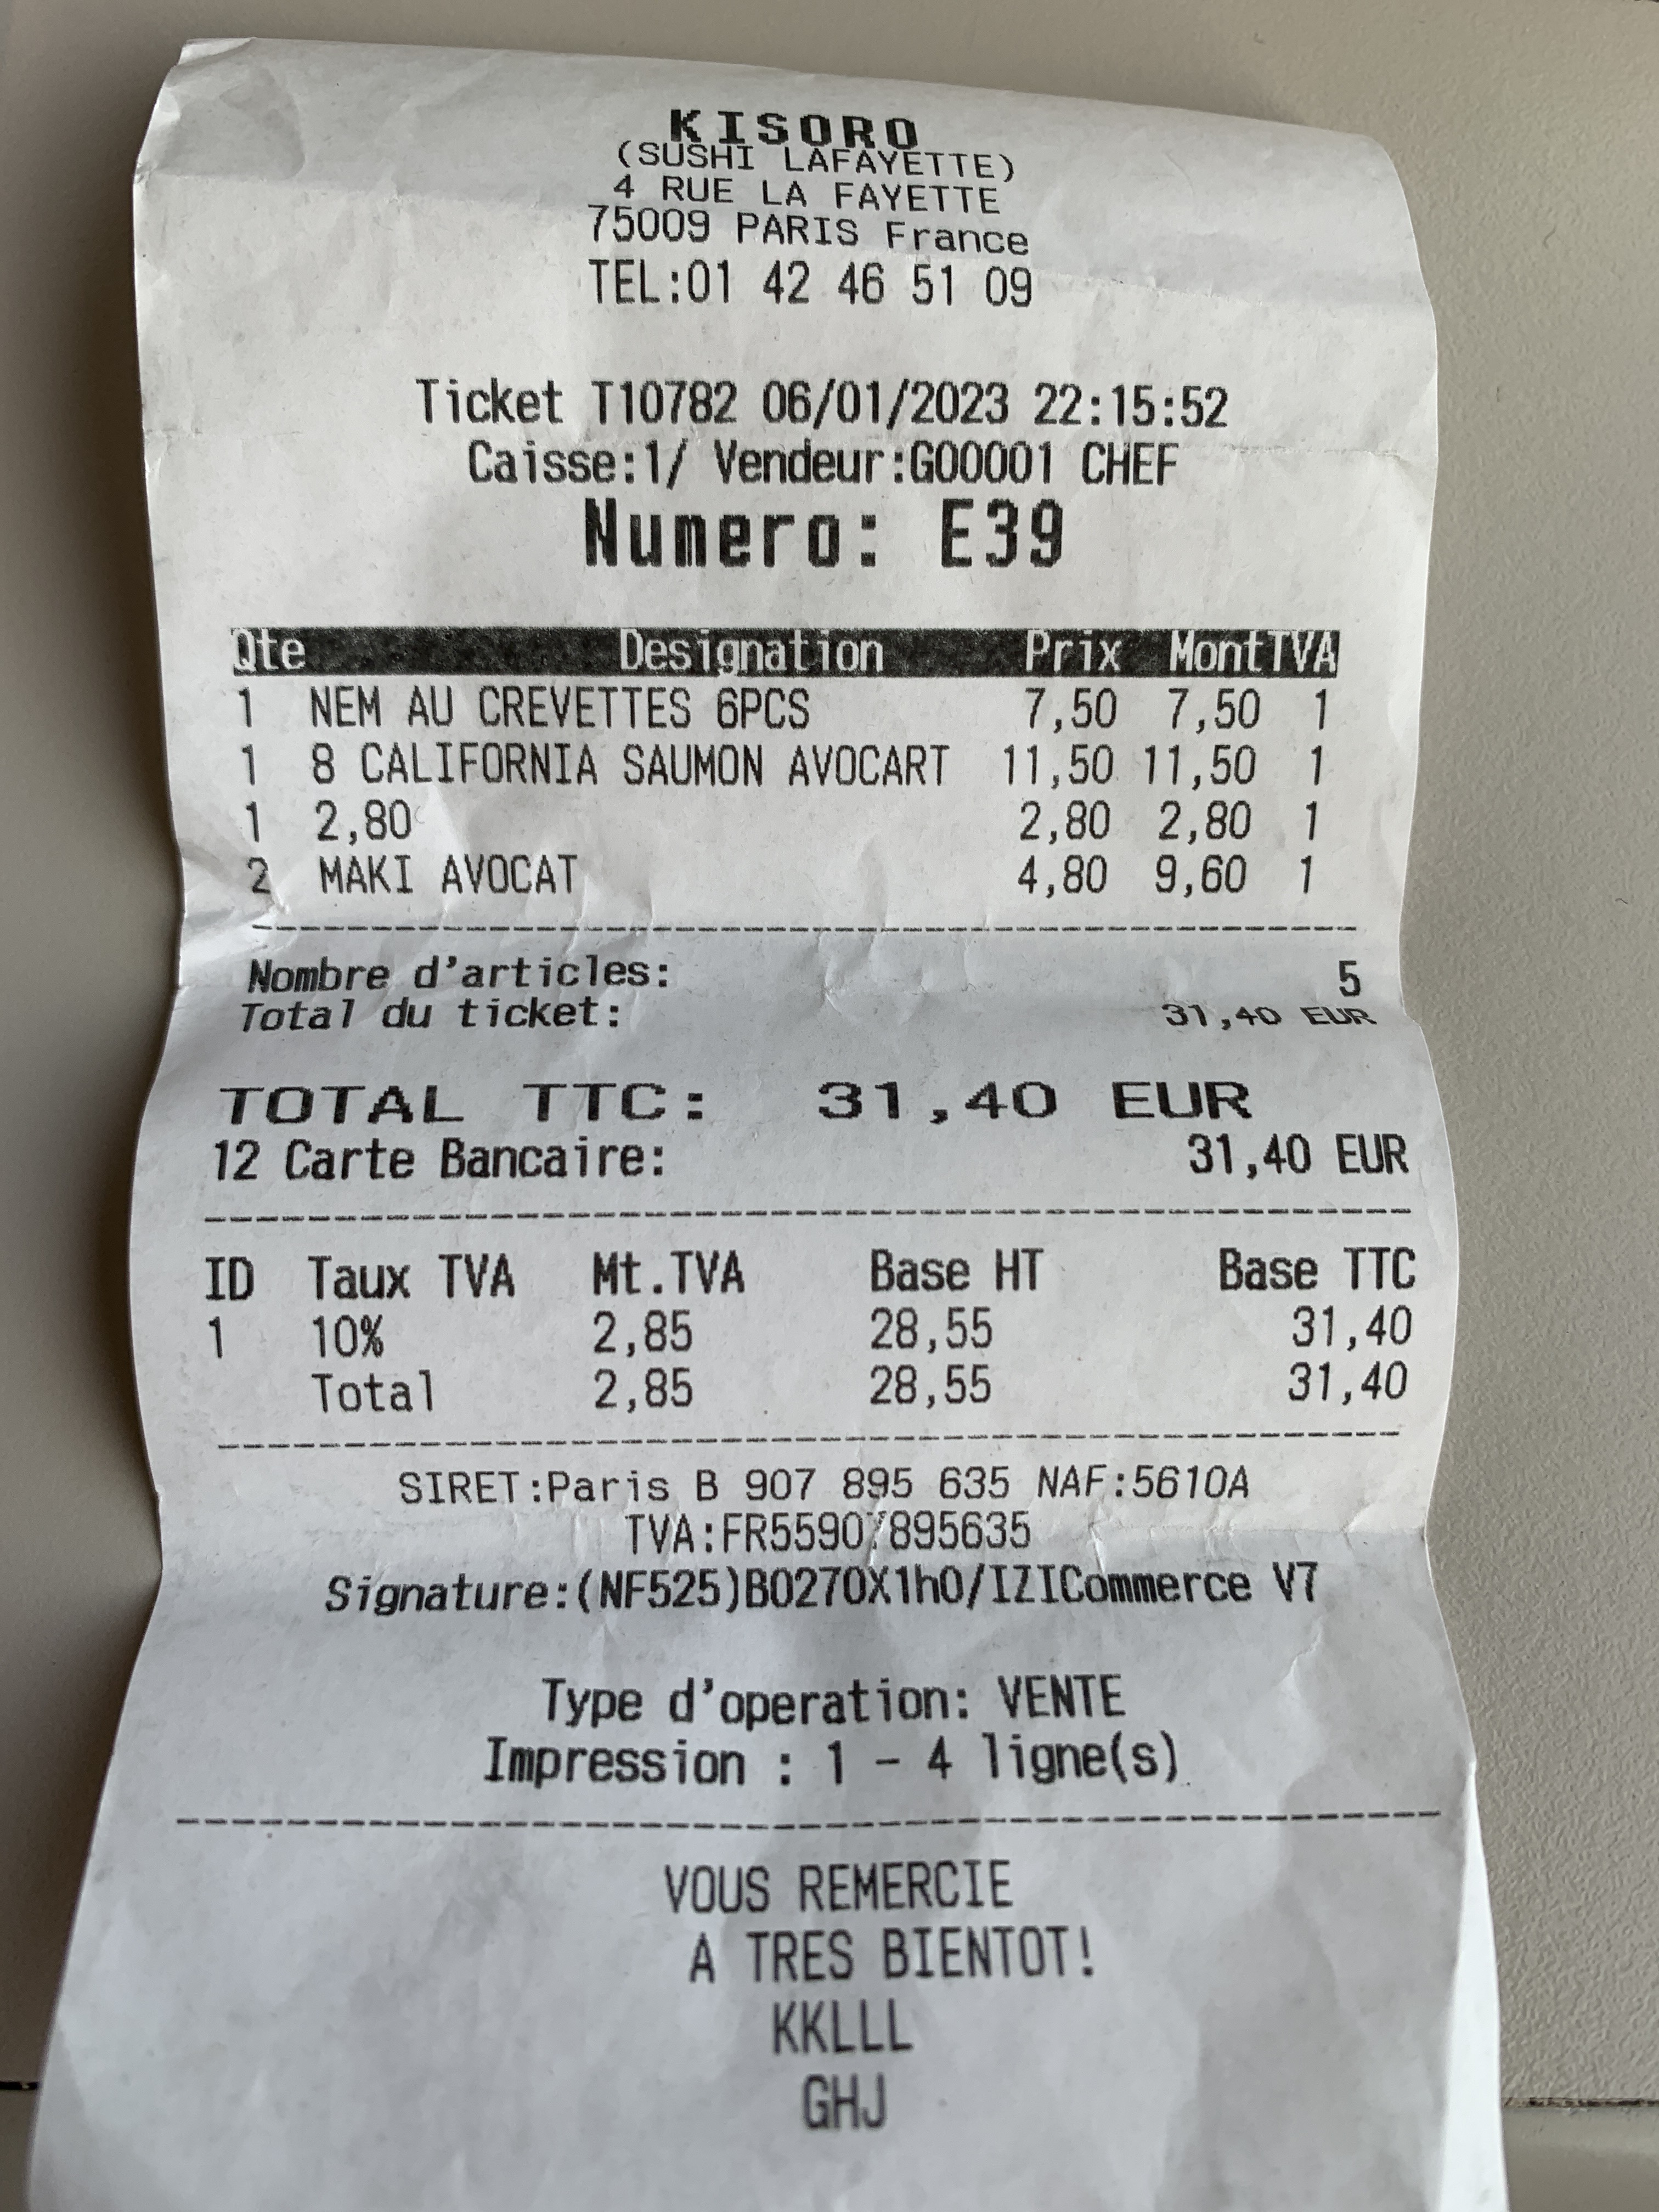 KISORO
(SUSHI LAFAYETTE)
4 RUE LA FAYETTE
75009 PARIS France
TEL:01 42 46 51 09
Ticket T10782 06/01/2023 22:15:52
Caisse:1/ Vendeur:G00001 CHEF
Numero: E39
Qte Designation Prix MontTVA
1 NEM AU CREVETTES 6PCS 7,50 7,50 1
1 8 CALIFORNIA SAUMON AVOCART 11,50 11,50 1
1 2,80 2,80 2,80 1
2 MAKI AVOCAT 4,80 9,60 1
Nombre d'articles: 5
Total du ticket: 31,40 EUR
TOTAL TTC: 31,40 EUR
12 Carte Bancaire: 31,40 EUR
ID Taux TVA Mt.TVA Base HT Base TTC
1 10% 2,85 28,55 31,40
Total 2,85 28,55 31,40
SIRET:Paris B 907 895 635 NAF:5610A
TVA:FR55907895635
Signature:(NF525)B0270X1h0/IZICommerce V7
Type d'operation: VENTE
Impression : 1 - 4 ligne(s)
VOUS REMERCIE
A TRES BIENTOT!
KKLLL
GHJ